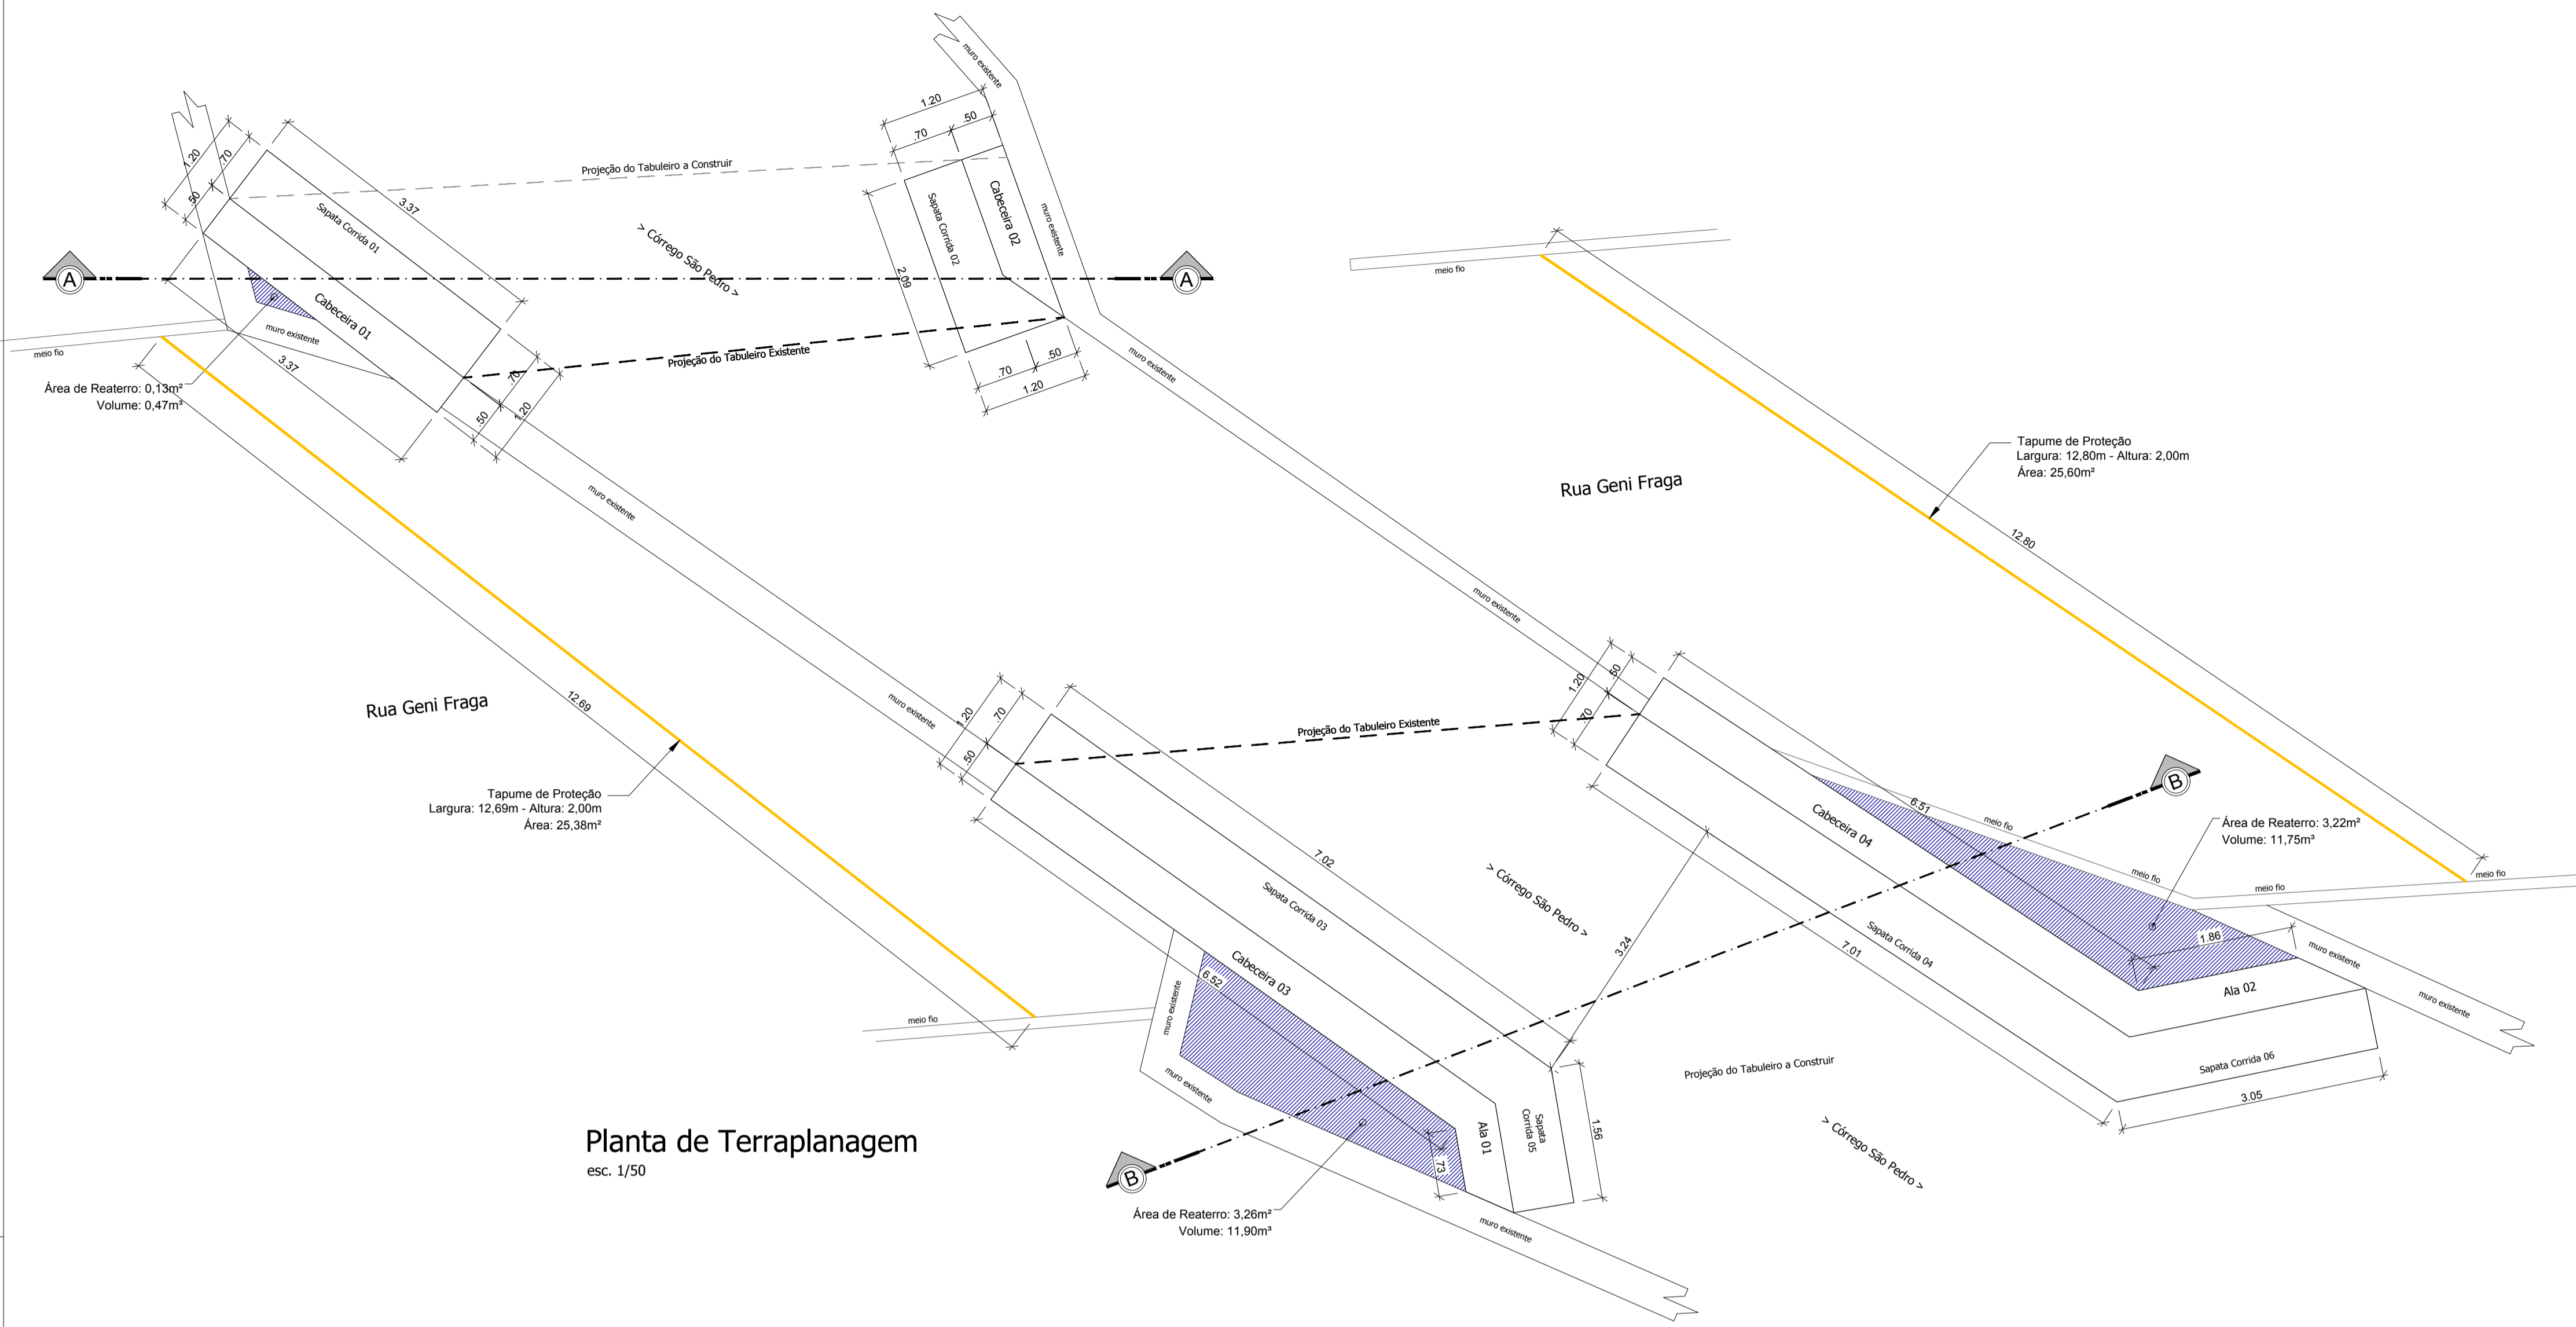 muro existente
1.20
.70
.50
1.20
.70
.50
3.37
Sapata Corrida 01
Cabeceira 01
muro existente
meio fio
3.37
.70
.50
1.20
Área de Reaterro: 0,13m²
Volume: 0,47m³
Projeção do Tabuleiro a Construir
> Córrego São Pedro >
Projeção do Tabuleiro Existente
A
A
1.20
.70
.50
Sapata Corrida 02
Cabeceira 02
muro existente
2.09
.70
.50
1.20
muro existente
meio fio
Tapume de Proteção
Largura: 12,80m - Altura: 2,00m
Área: 25,60m²
12.80
Rua Geni Fraga
muro existente
muro existente
Rua Geni Fraga
12.69
Tapume de Proteção
Largura: 12,69m - Altura: 2,00m
Área: 25,38m²
muro existente
1.20
.70
.50
Projeção do Tabuleiro Existente
1.20
.50
.70
7.02
Sapata Corrida 03
Cabeceira 03
6.52
muro existente
meio fio
muro existente
> Córrego São Pedro >
3.24
Cabeceira 04
6.51
meio fio
B
Área de Reaterro: 3,22m²
Volume: 11,75m³
meio fio
meio fio
meio fio
Sapata Corrida 04
7.01
1.86
Ala 02
muro existente
muro existente
Sapata Corrida 06
3.05
Projeção do Tabuleiro a Construir
> Córrego São Pedro >
Ala 01
Sapata
Corrida 05
1.56
.73
B
Área de Reaterro: 3,26m²
Volume: 11,90m³
muro existente
Planta de Terraplanagem
esc. 1/50